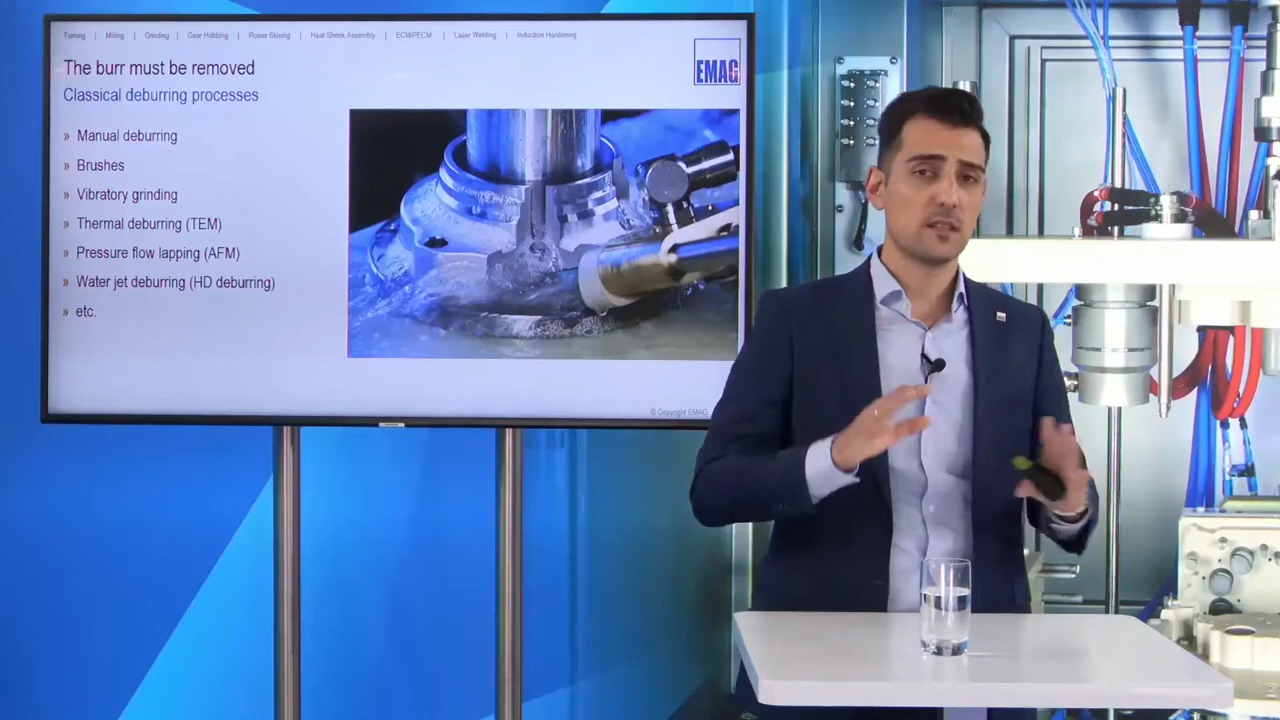 Turning | Milling | Grinding | Gear Hobbing | Power Skiving | Heat Shrink Assembly | ECM/PECM | Laser Welding | Induction Hardening
EMAG
The burr must be removed
Classical deburring processes
» Manual deburring
» Brushes
» Vibratory grinding
» Thermal deburring (TEM)
» Pressure flow lapping (AFM)
» Water jet deburring (HD deburring)
» etc.
© Copyright EMAG